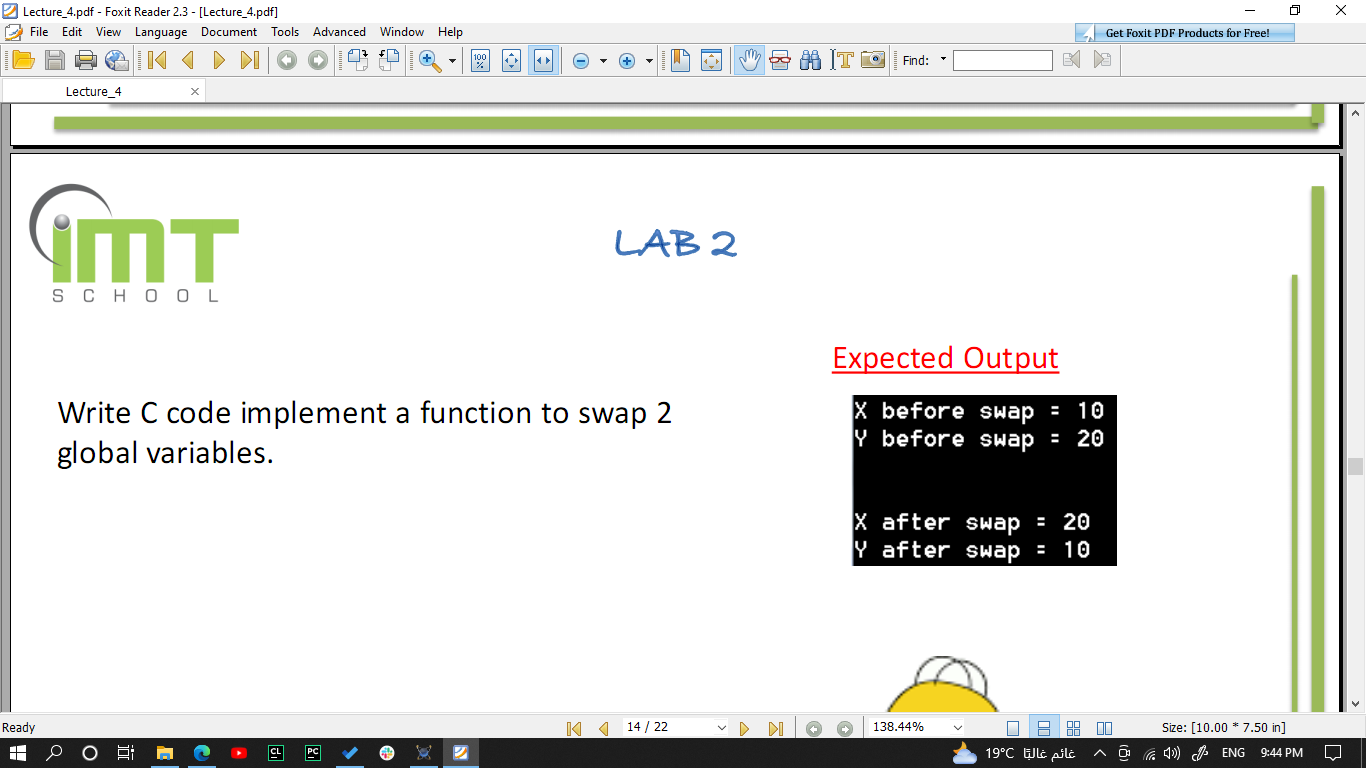 Lecture_4.pdf - Foxit Reader 2.3 - [Lecture_4.pdf]
File Edit View Language Document Tools Advanced Window Help
Get Foxit PDF Products for Free!
100 %
Find:
Lecture_4
iMT
SCHOOL
LAB 2
Expected Output
Write C code implement a function to swap 2
global variables.
X before swap = 10
Y before swap = 20
X after swap = 20
Y after swap = 10
Ready
14 / 22
138.44%
Size: [10.00 * 7.50 in]
CL
PC
19°C غائم غالبًا
ENG
9:44 PM